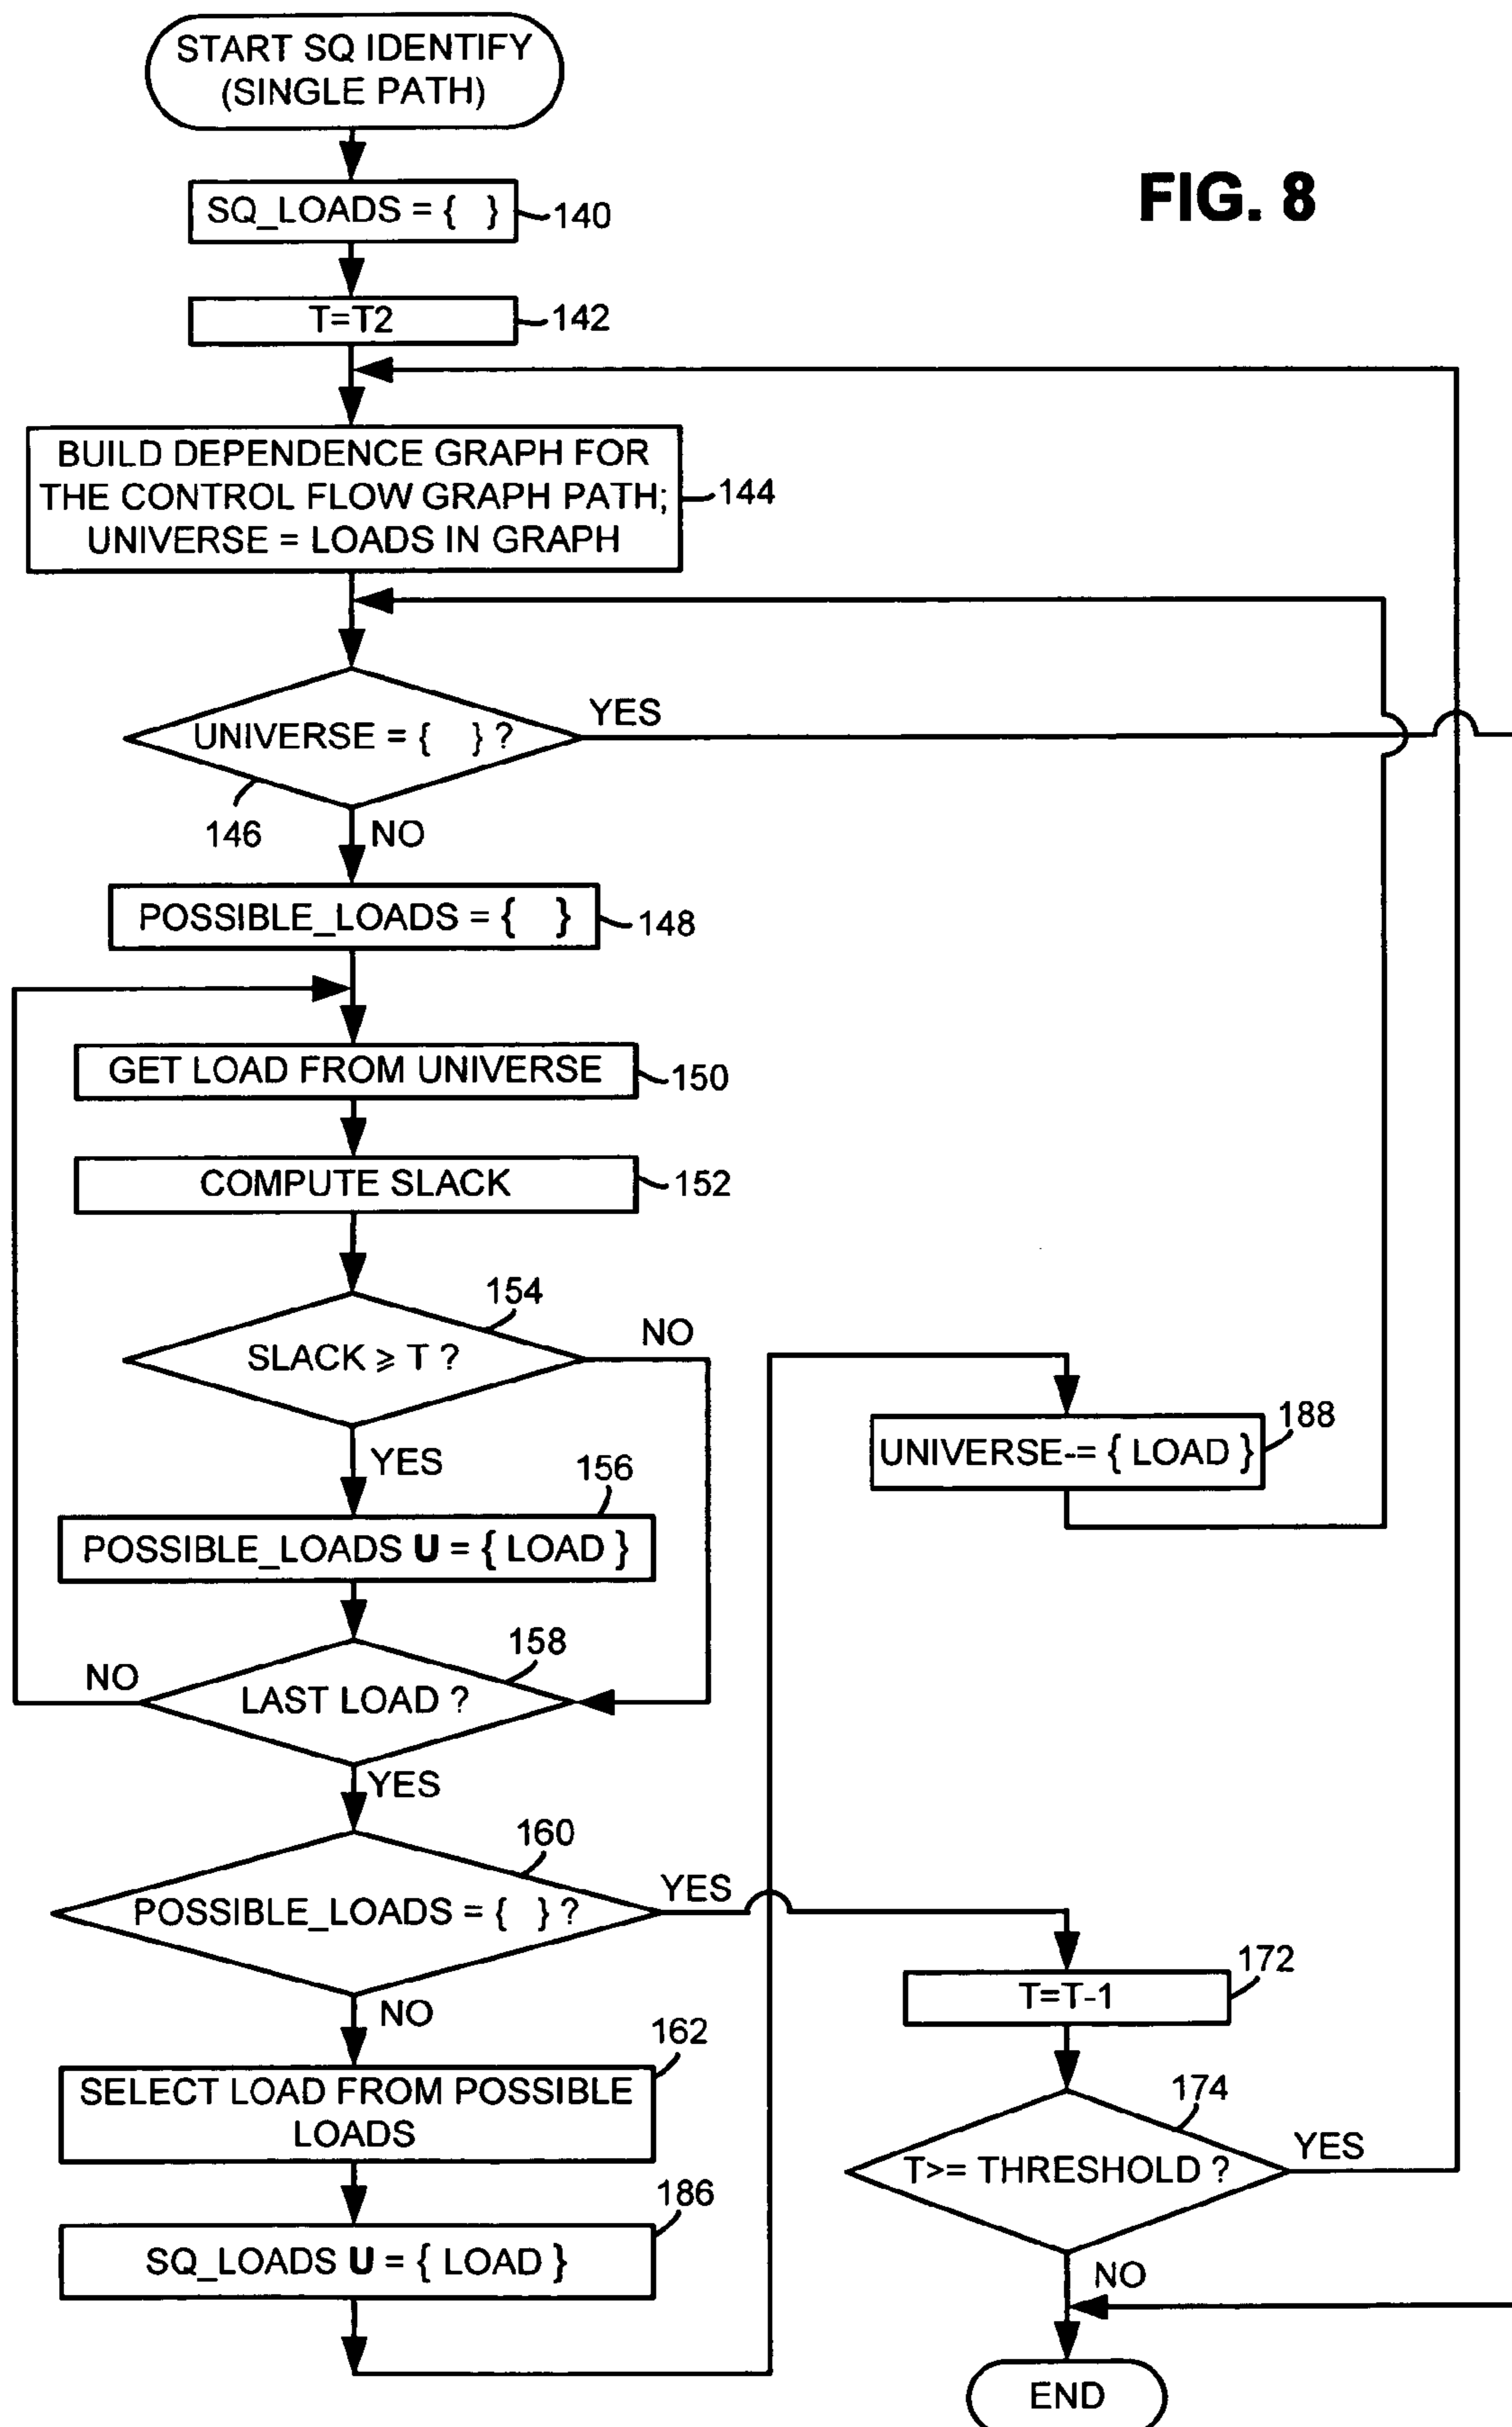 START SQ IDENTIFY
(SINGLE PATH)
FIG. 8
SQ_LOADS = { }
140
T=T2
142
BUILD DEPENDENCE GRAPH FOR
THE CONTROL FLOW GRAPH PATH;
UNIVERSE = LOADS IN GRAPH
144
UNIVERSE = { } ?
YES
146
NO
POSSIBLE_LOADS = { }
148
GET LOAD FROM UNIVERSE
150
COMPUTE SLACK
152
154
SLACK ⩾ T ?
NO
YES
156
POSSIBLE_LOADS U = { LOAD }
188
UNIVERSE-= { LOAD }
158
NO
LAST LOAD ?
YES
160
POSSIBLE_LOADS = { } ?
YES
NO
172
T=T-1
162
SELECT LOAD FROM POSSIBLE
LOADS
174
T>= THRESHOLD ?
YES
186
SQ_LOADS U = { LOAD }
NO
END